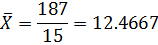 X̄ = 187/15 = 12.4667